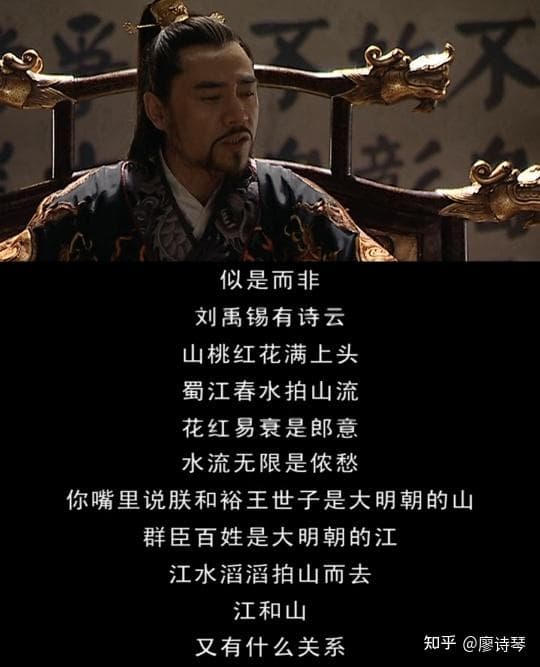 似是而非
刘禹锡有诗云
山桃红花满上头
蜀江春水拍山流
花红易衰是郎意
水流无限是侬愁
你嘴里说朕和裕王世子是大明朝的山
群臣百姓是大明朝的江
江水滔滔拍山而去
江和山
又有什么关系
知乎 @廖诗琴